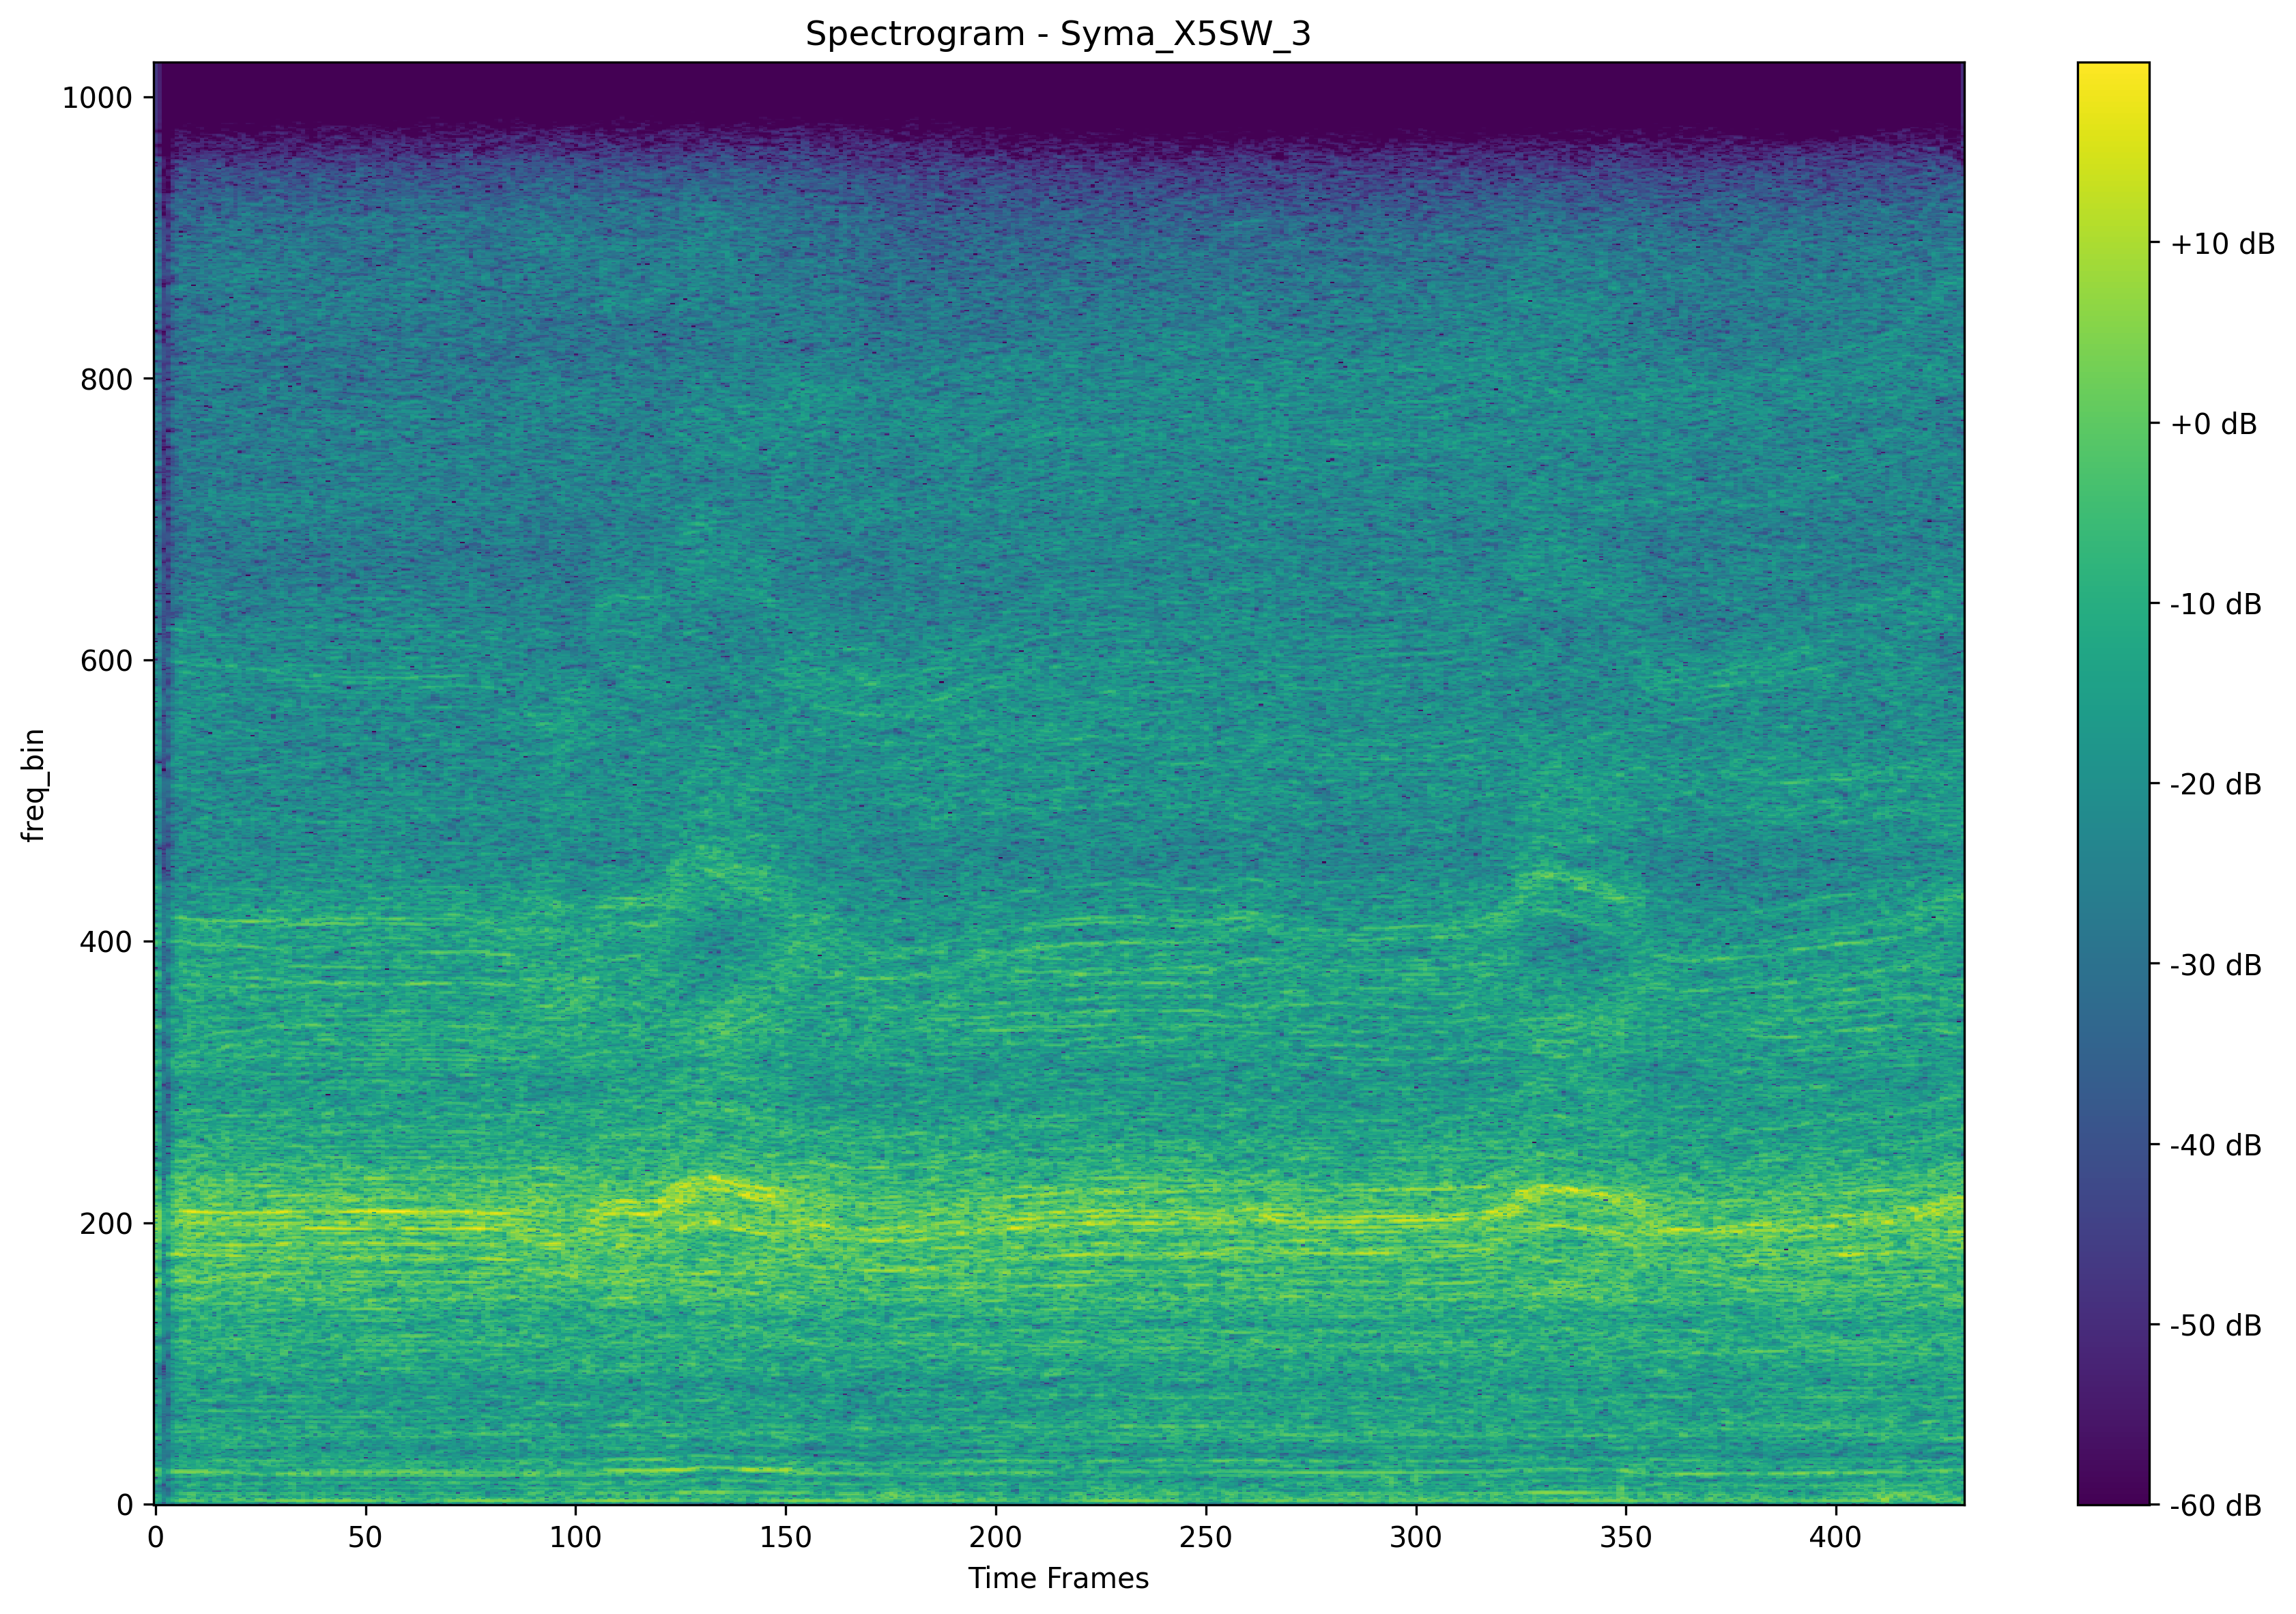 Spectrogram - Syma_X5SW_3
1000
800
600
400
200
0
freq_bin
0 50 100 150 200 250 300 350 400
Time Frames
+10 dB
+0 dB
-10 dB
-20 dB
-30 dB
-40 dB
-50 dB
-60 dB